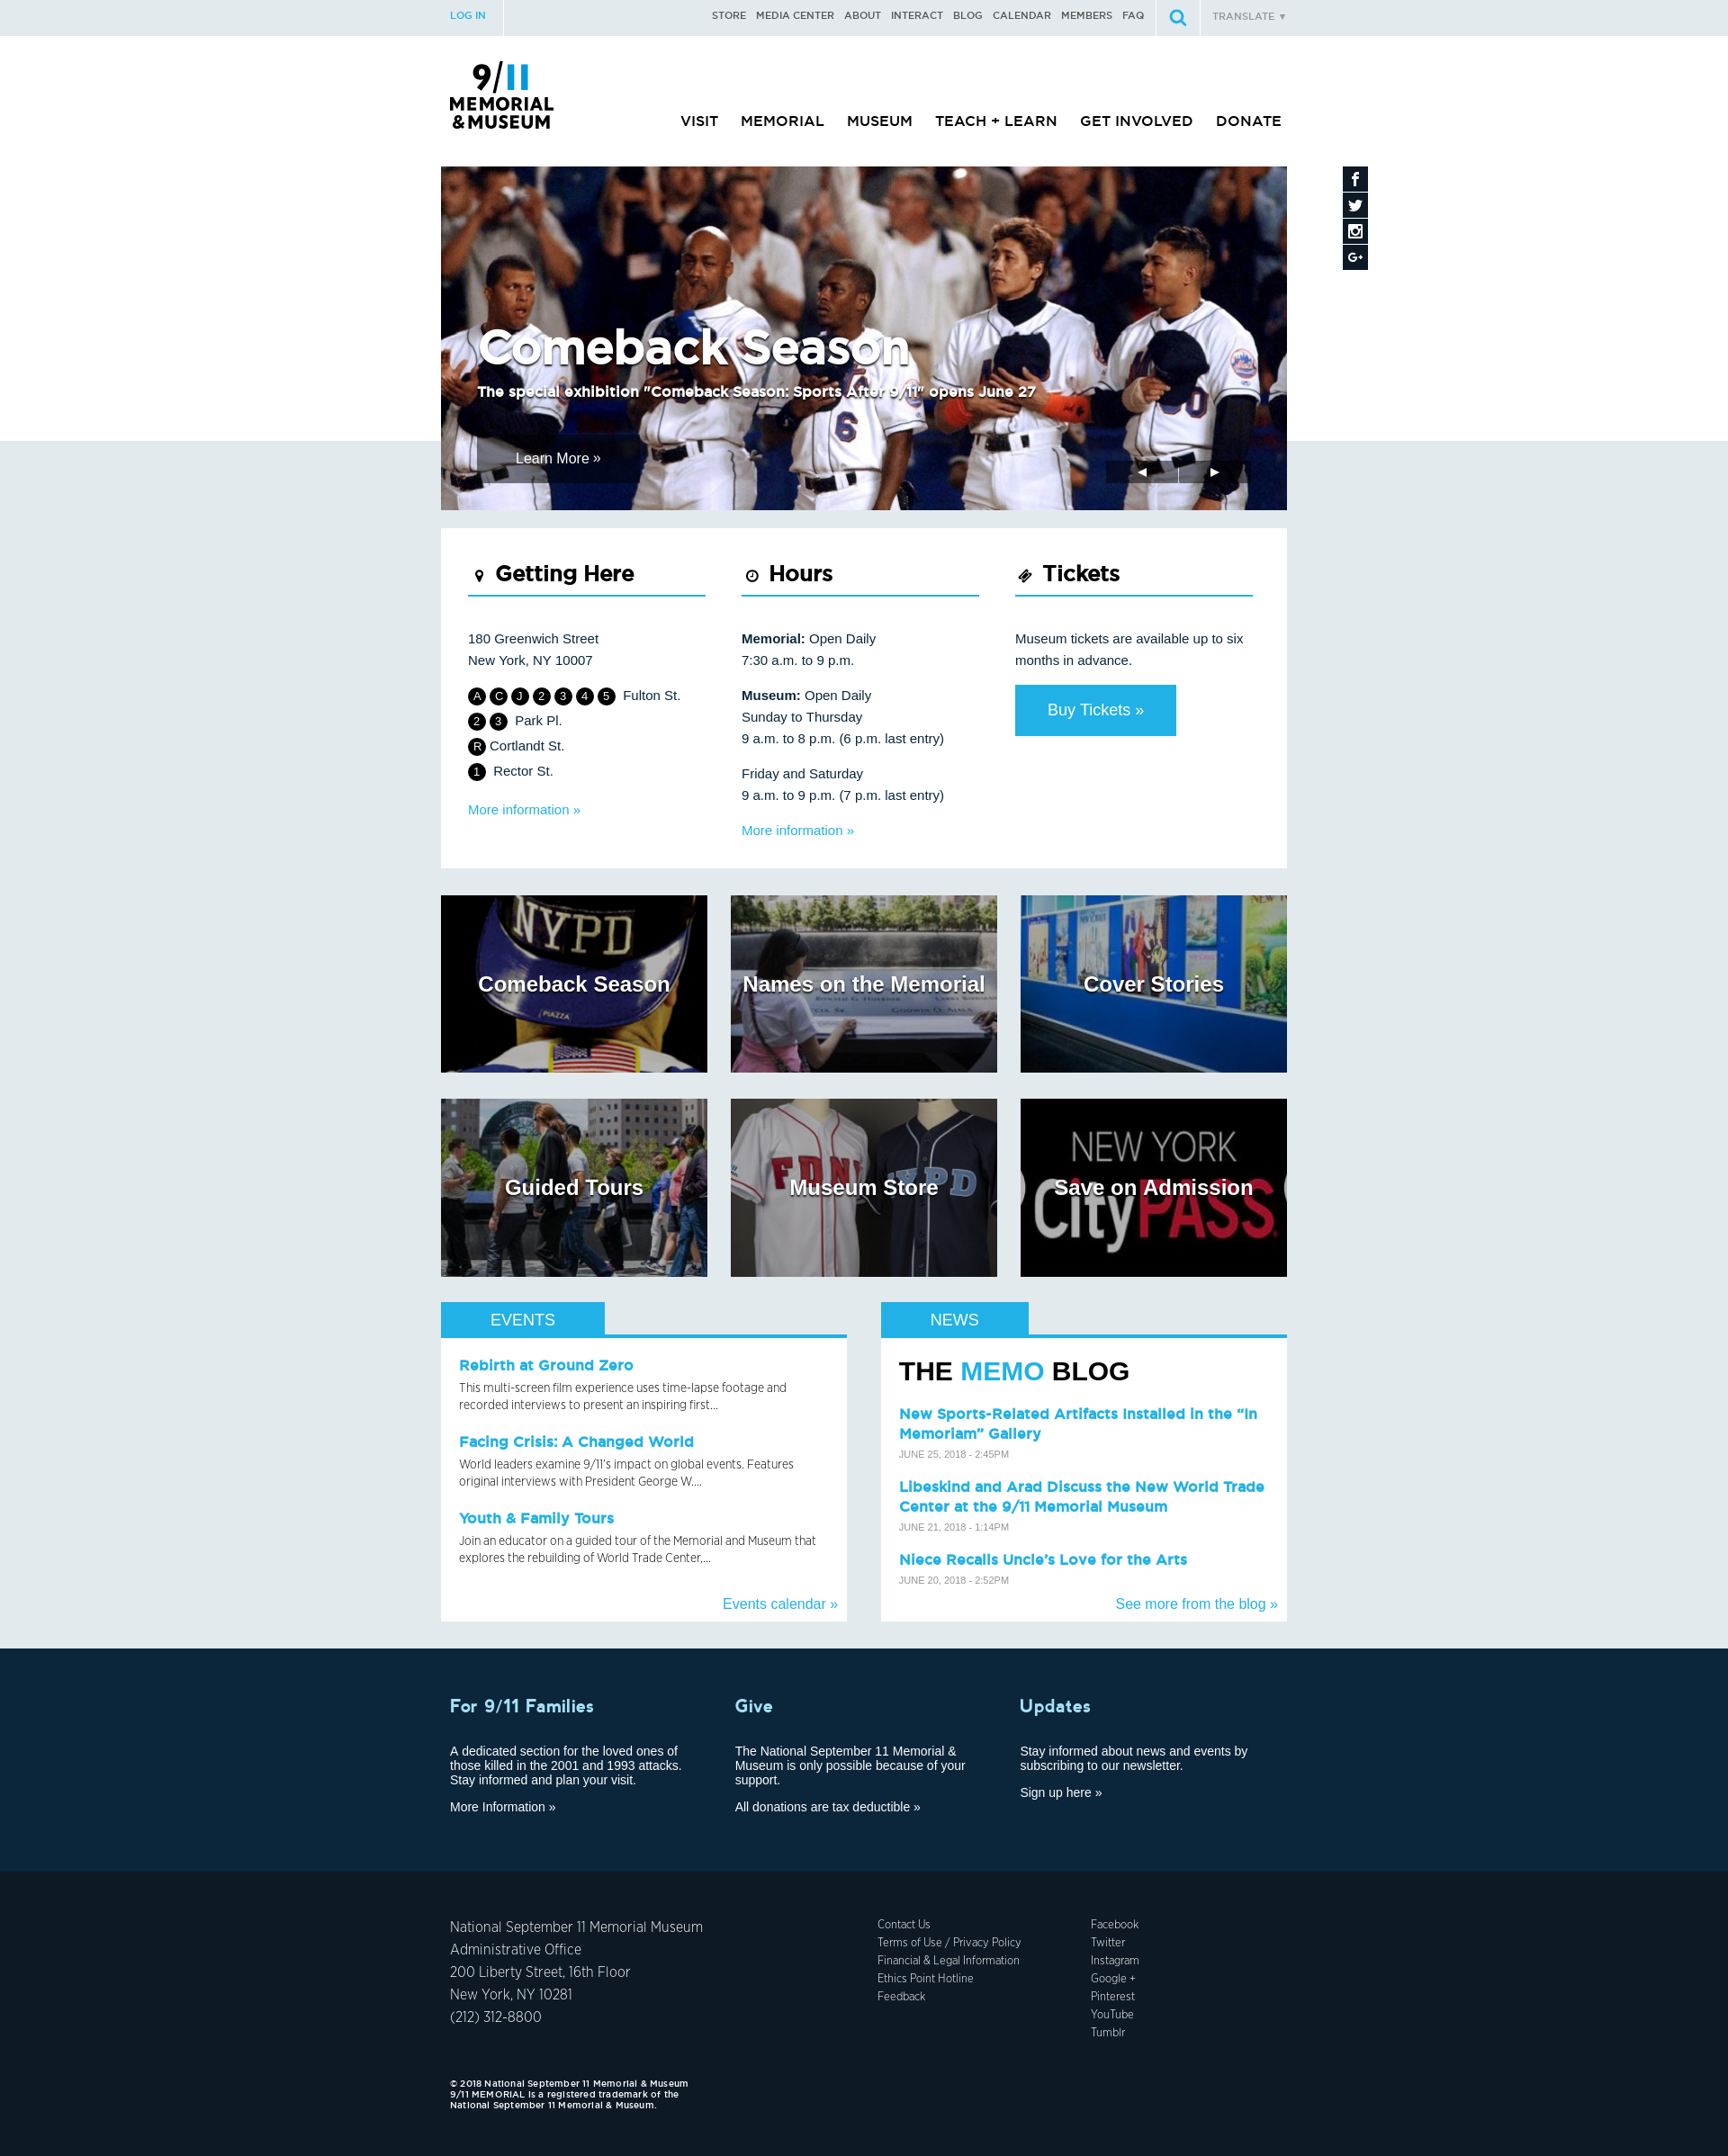 LOG IN
STORE MEDIA CENTER ABOUT INTERACT BLOG CALENDAR MEMBERS FAQ
TRANSLATE ▼
9/11
MEMORIAL
& MUSEUM
VISIT MEMORIAL MUSEUM TEACH + LEARN GET INVOLVED DONATE
Comeback Season
The special exhibition "Comeback Season: Sports After 9/11" opens June 27
6
Learn More »
◄ ►
Getting Here
180 Greenwich Street
New York, NY 10007
A C J 2 3 4 5 Fulton St.
2 3 Park Pl.
R Cortlandt St.
1 Rector St.
More information »
Hours
Memorial: Open Daily
7:30 a.m. to 9 p.m.
Museum: Open Daily
Sunday to Thursday
9 a.m. to 8 p.m. (6 p.m. last entry)
Friday and Saturday
9 a.m. to 9 p.m. (7 p.m. last entry)
More information »
Tickets
Museum tickets are available up to six
months in advance.
Buy Tickets »
NYPD
Comeback Season
PIAZZA
Names on the Memorial
Cover Stories
Guided Tours
FDNY
NYPD
Museum Store
NEW YORK
Save on Admission
CityPASS
EVENTS
Rebirth at Ground Zero
This multi-screen film experience uses time-lapse footage and
recorded interviews to present an inspiring first...
Facing Crisis: A Changed World
World leaders examine 9/11's impact on global events. Features
original interviews with President George W....
Youth & Family Tours
Join an educator on a guided tour of the Memorial and Museum that
explores the rebuilding of World Trade Center,...
Events calendar »
NEWS
THE MEMO BLOG
New Sports-Related Artifacts Installed in the “In
Memoriam” Gallery
JUNE 25, 2018 - 2:45PM
Libeskind and Arad Discuss the New World Trade
Center at the 9/11 Memorial Museum
JUNE 21, 2018 - 1:14PM
Niece Recalls Uncle’s Love for the Arts
JUNE 20, 2018 - 2:52PM
See more from the blog »
For 9/11 Families
A dedicated section for the loved ones of
those killed in the 2001 and 1993 attacks.
Stay informed and plan your visit.
More Information »
Give
The National September 11 Memorial &
Museum is only possible because of your
support.
All donations are tax deductible »
Updates
Stay informed about news and events by
subscribing to our newsletter.
Sign up here »
National September 11 Memorial Museum
Administrative Office
200 Liberty Street, 16th Floor
New York, NY 10281
(212) 312-8800
Contact Us
Terms of Use / Privacy Policy
Financial & Legal Information
Ethics Point Hotline
Feedback
Facebook
Twitter
Instagram
Google +
Pinterest
YouTube
Tumblr
© 2018 National September 11 Memorial & Museum
9/11 MEMORIAL is a registered trademark of the
National September 11 Memorial & Museum.